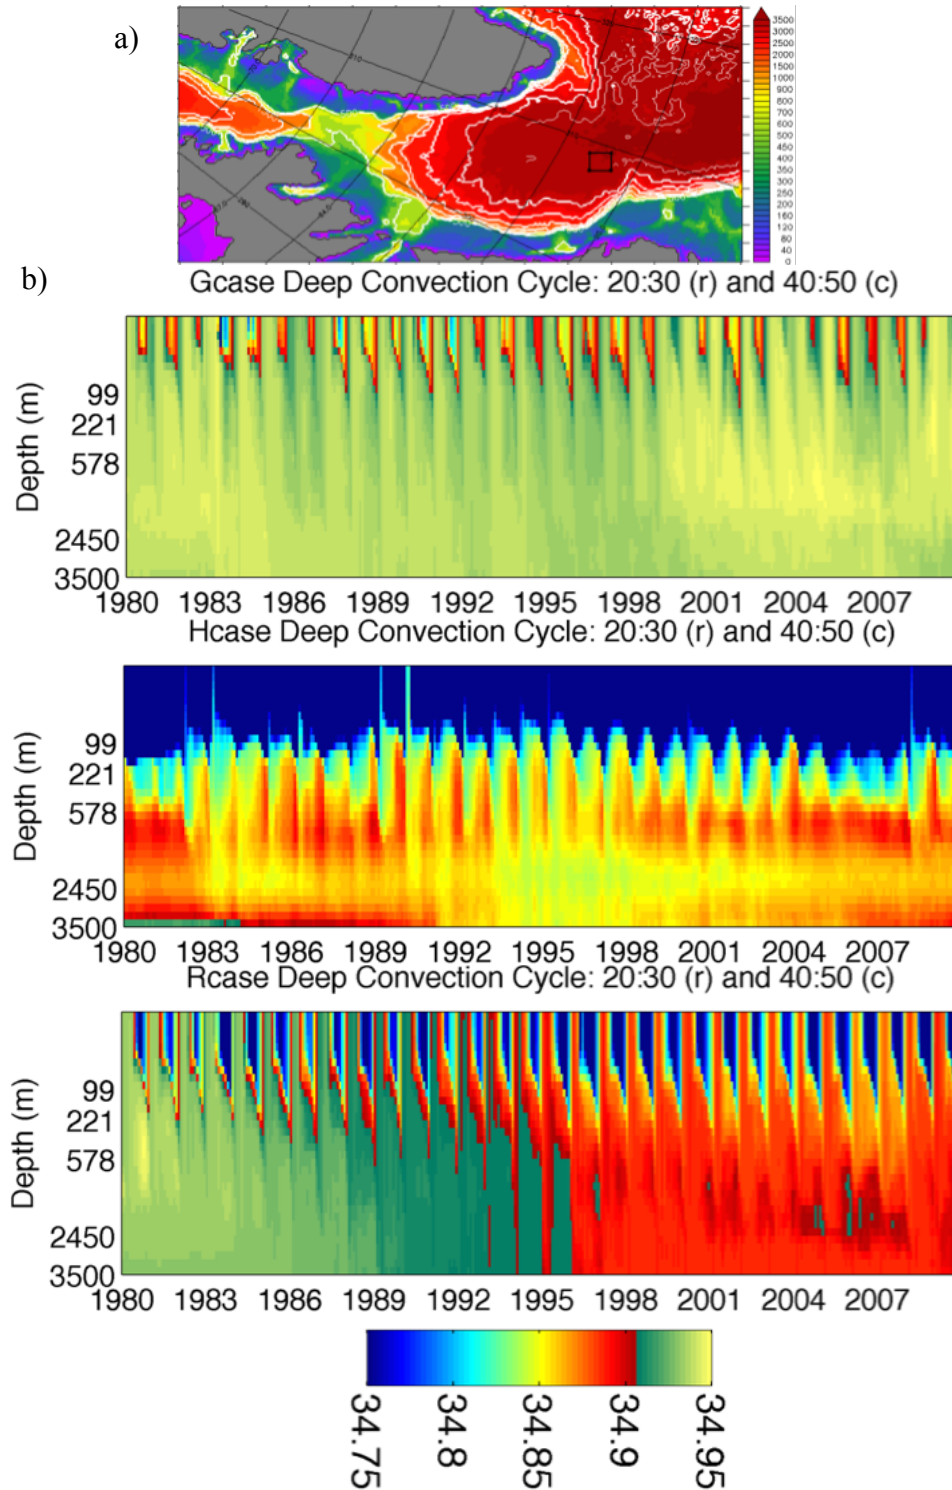 a)
3500
3000
2500
2000
1500
1000
900
800
700
600
450
350
300
250
200
160
120
80
40
0
b)
Gcase Deep Convection Cycle: 20:30 (r) and 40:50 (c)
Depth (m)
99
221
578
2450
3500
1980 1983 1986 1989 1992 1995 1998 2001 2004 2007
Hcase Deep Convection Cycle: 20:30 (r) and 40:50 (c)
Depth (m)
99
221
578
2450
3500
1980 1983 1986 1989 1992 1995 1998 2001 2004 2007
Rcase Deep Convection Cycle: 20:30 (r) and 40:50 (c)
Depth (m)
99
221
578
2450
3500
1980 1983 1986 1989 1992 1995 1998 2001 2004 2007
34.75 34.8 34.85 34.9 34.95